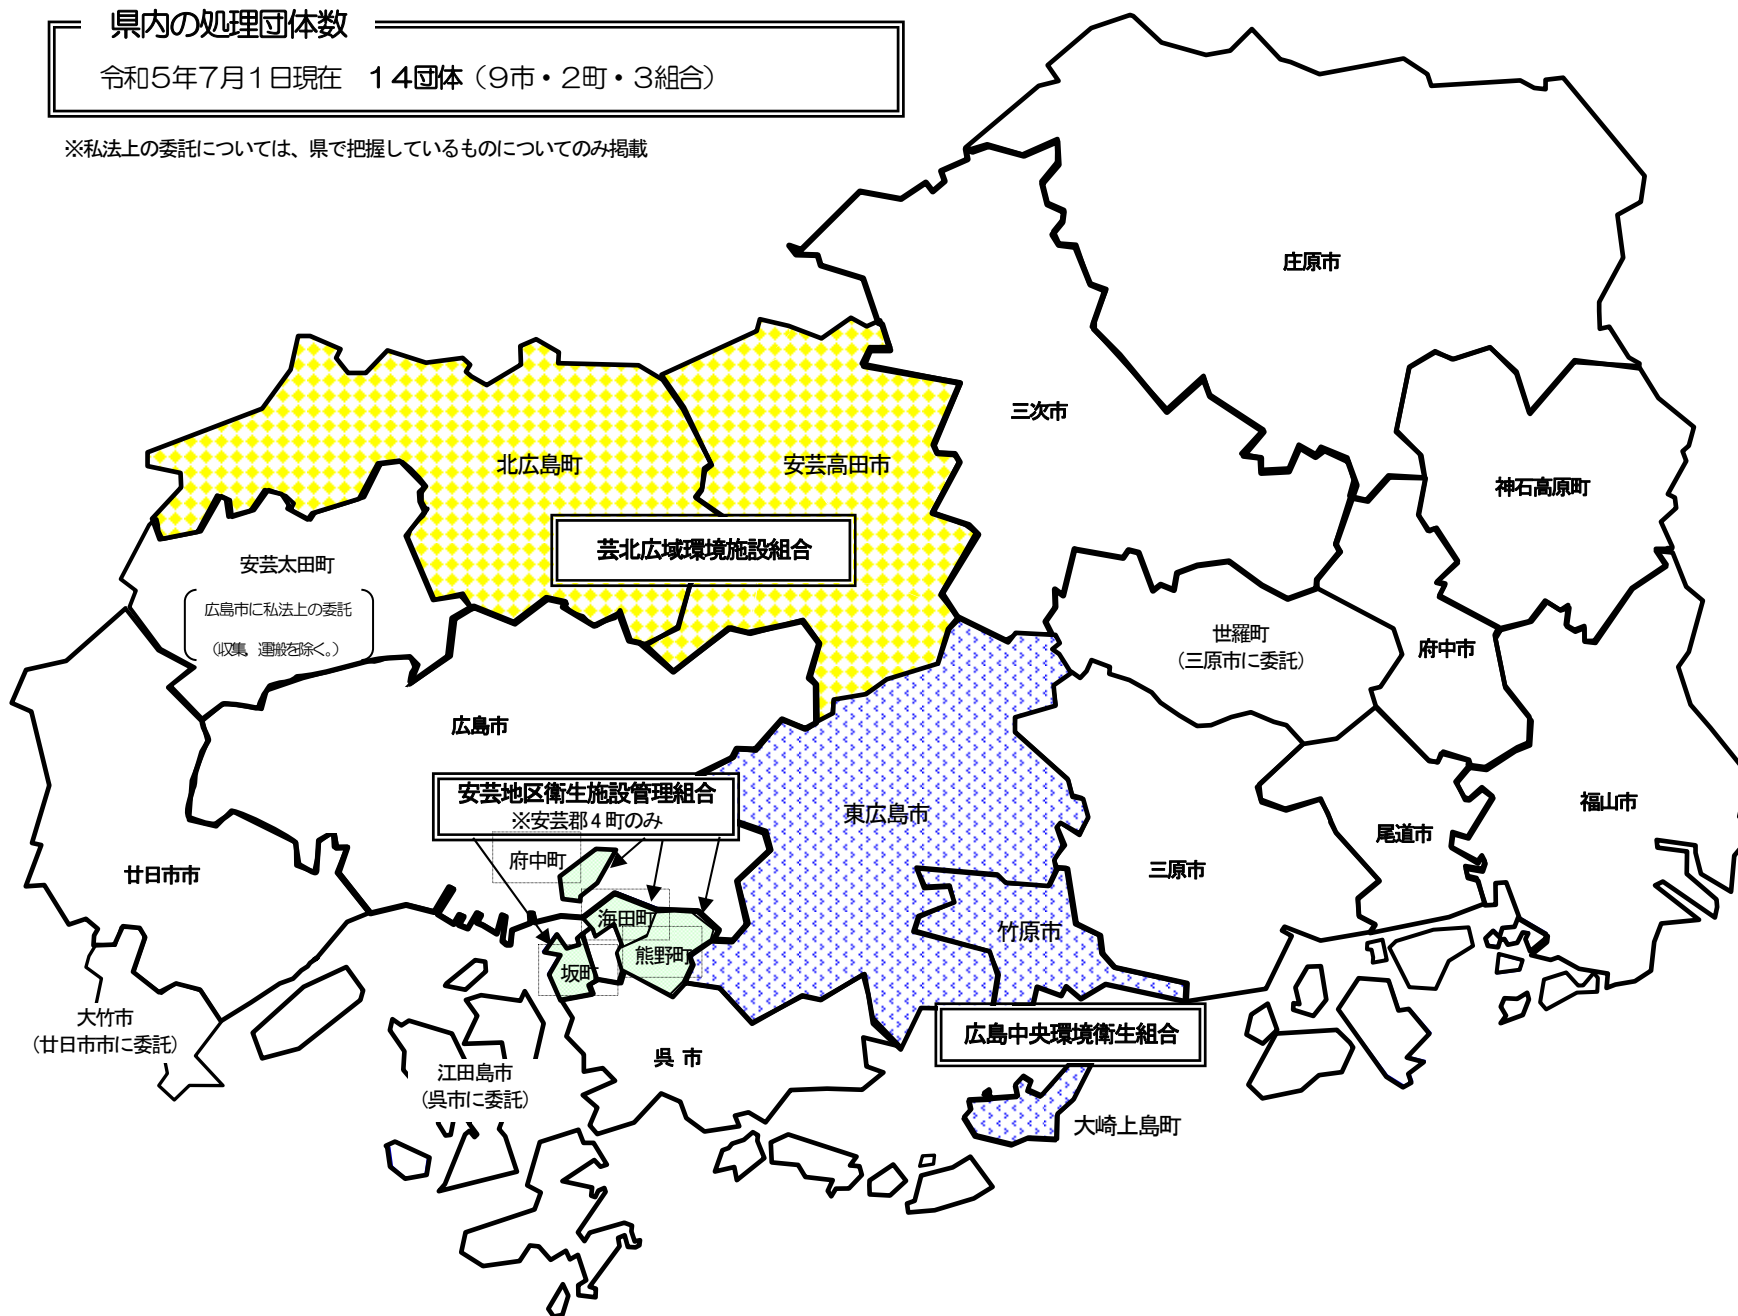 県内の処理団体数
令和５年７月１日現在　１４団体（９市・２町・３組合）
※私法上の委託については、県で把握しているものについてのみ掲載
庄原市
三次市
北広島町
安芸高田市
神石高原町
芸北広域環境施設組合
安芸太田町
広島市に私法上の委託
（収集、運搬を除く。）
世羅町
（三原市に委託）
府中市
広島市
安芸地区衛生施設管理組合
※安芸郡４町のみ
東広島市
福山市
尾道市
府中町
三原市
廿日市市
海田町
竹原市
熊野町
坂町
大竹市
（廿日市市に委託）
広島中央環境衛生組合
呉 市
江田島市
（呉市に委託）
大崎上島町